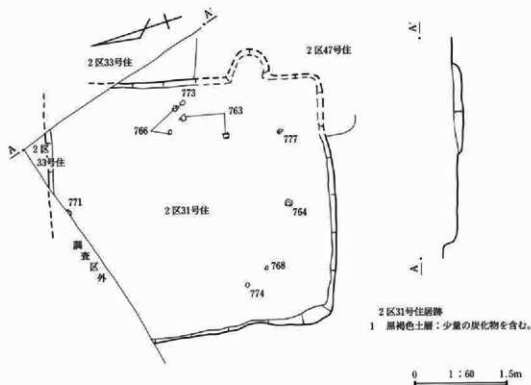 A'
2区33号住
2区47号住
A'
773
766
763
777
2区
33号住
A
771
2区31号住
764
調査区外
768
774
A
2区31号住居跡
1 黒褐色土層：少量の炭化物を含む。
0 1:60 1.5m